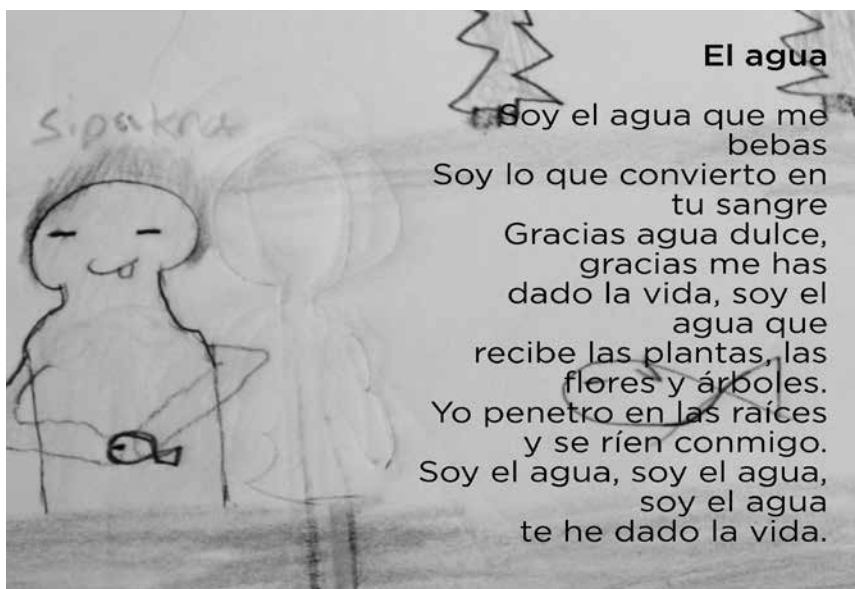 El agua
sipakna
Soy el agua que me
bebas
Soy lo que convierto en
tu sangre
Gracias agua dulce,
gracias me has
dado la vida, soy el
agua que
recibe las plantas, las
flores y árboles.
Yo penetro en las raíces
y se ríen conmigo.
Soy el agua, soy el agua,
soy el agua
te he dado la vida.